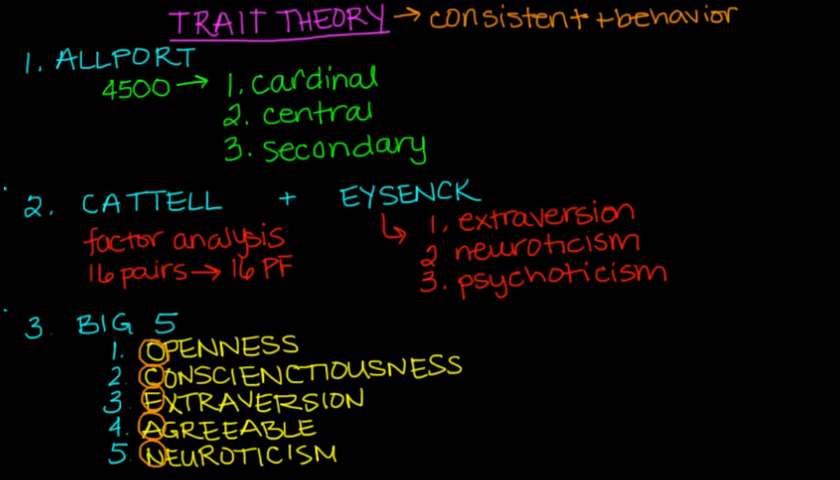 TRAIT THEORY → consistent + behavior
1. ALLPORT
4500 → 1. cardinal
2. central
3. secondary
2. CATTELL + EYSENCK
factor analysis
16 pairs → 16 PF
↳ 1. extraversion
2 neuroticism
3. psychoticism
3. BIG 5
1. OPENNESS
2. CONSCIENCTIOUSNESS
3 EXTRAVERSION
4. AGREEABLE
5 NEUROTICISM